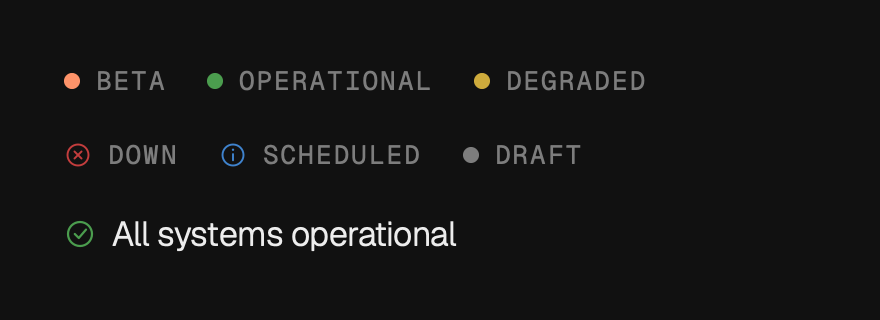 BETA OPERATIONAL DEGRADED
DOWN SCHEDULED DRAFT
All systems operational